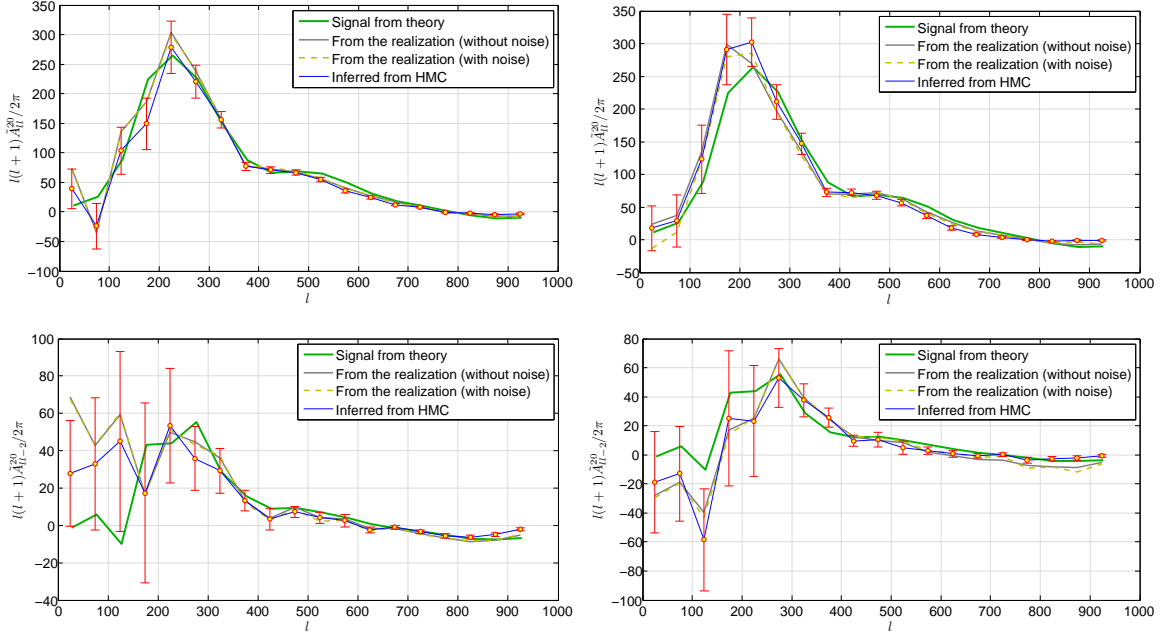 l(l+1)Ã²⁰ₗₗ/2π
350
300
250
200
150
100
50
0
−50
−100
0 100 200 300 400 500 600 700 800 900 1000
l
Signal from theory
From the realization (without noise)
From the realization (with noise)
Inferred from HMC
l(l+1)Ã²⁰ₗₗ/2π
350
300
250
200
150
100
50
0
−50
0 100 200 300 400 500 600 700 800 900 1000
l
Signal from theory
From the realization (without noise)
From the realization (with noise)
Inferred from HMC
l(l+1)Ã²⁰ₗₗ₋₂/2π
100
80
60
40
20
0
−20
−40
0 100 200 300 400 500 600 700 800 900 1000
l
Signal from theory
From the realization (without noise)
From the realization (with noise)
Inferred from HMC
l(l+1)Ã²⁰ₗₗ₋₂/2π
80
60
40
20
0
−20
−40
−60
−80
−100
0 100 200 300 400 500 600 700 800 900 1000
l
Signal from theory
From the realization (without noise)
From the realization (with noise)
Inferred from HMC